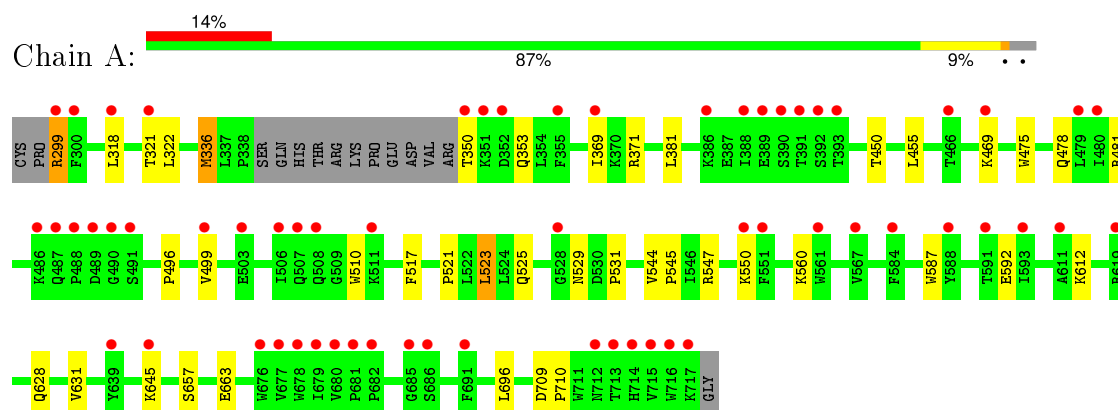 14%
Chain A:
87% 9% • •
CYS PRO R299 F300 L318 T321 L322 M336 L337 P338 SER GLN HIS THR ARG LYS PRO GLU ASP VAL ARG T350 K351 D352 Q353 L354 F355 I369 K370 R371 L381 K386 E387 I388 E389 S390 T391 S392 T393 T450 L455 T466 K469 W475 Q478 L479 I480 R481
K486 Q487 P488 D489 G490 S491 P496 V499 E503 I506 Q507 Q508 G509 W510 K511 F517 P521 L522 L523 L524 Q525 G528 N529 D530 P531 V544 P545 I546 R547 K550 F551 K560 W561 V567 F584 W587 Y588 T591 E592 I593 A611 K612
Q628 V631 Y639 K645 S657 E663 W676 V677 W678 I679 V680 P681 P682 G685 S686 F691 L696 D709 P710 W711 N712 T713 H714 V715 W716 K717 GLY